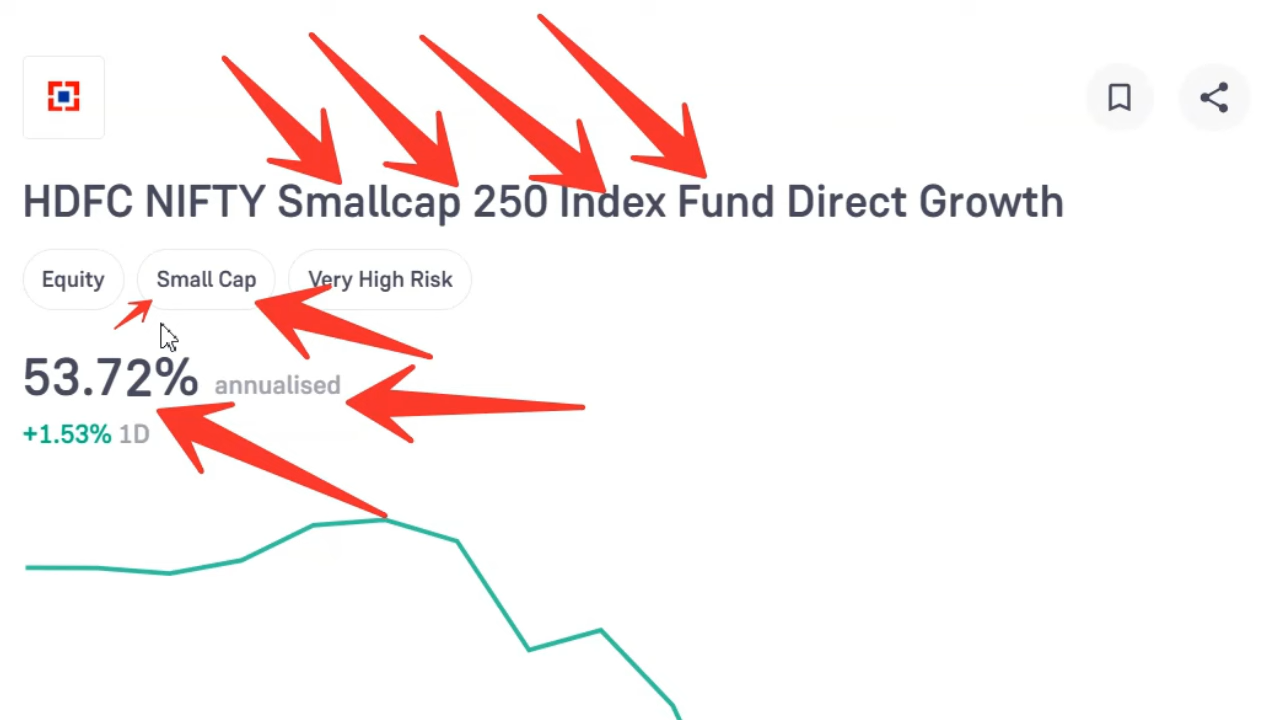 HDFC NIFTY Smallcap 250 Index Fund Direct Growth
Equity Small Cap Very High Risk
53.72% annualised
+1.53% 1D